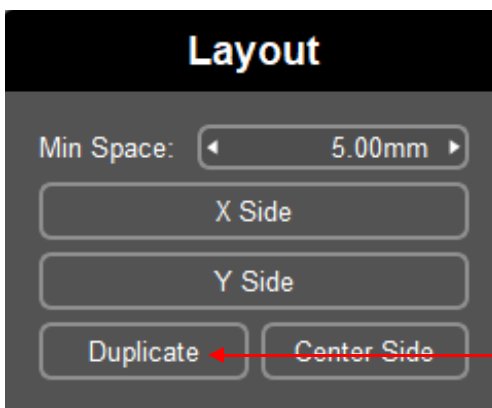 Layout
Min Space: 5.00mm
X Side
Y Side
Duplicate Center Side